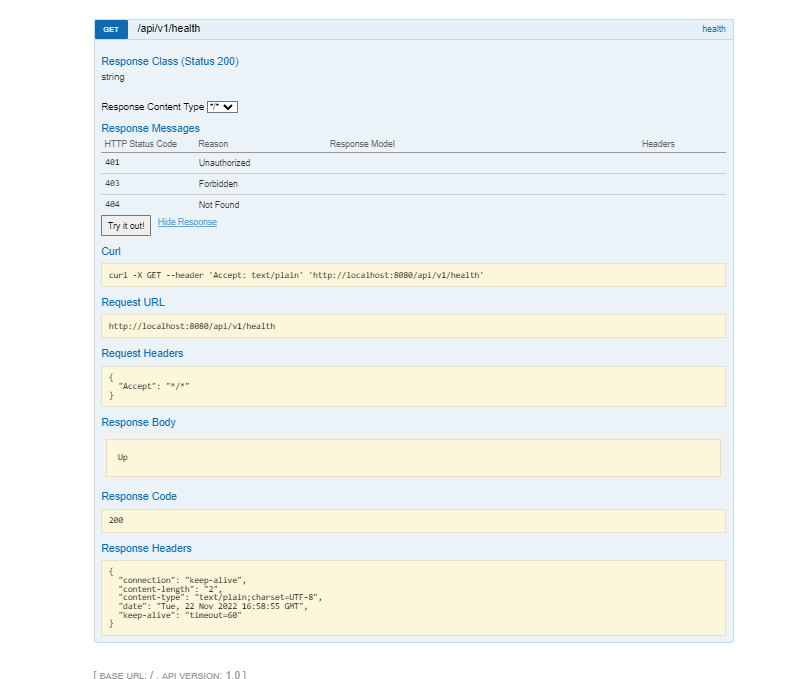 GET /api/v1/health health
Response Class (Status 200)
string
Response Content Type */*
Response Messages
HTTP Status Code Reason Response Model Headers
401 Unauthorized
403 Forbidden
404 Not Found
Try it out! Hide Response
Curl
curl -X GET --header 'Accept: text/plain' 'http://localhost:8080/api/v1/health'
Request URL
http://localhost:8080/api/v1/health
Request Headers
{
"Accept": "*/*"
}
Response Body
Up
Response Code
200
Response Headers
{
"connection": "keep-alive",
"content-length": "2",
"content-type": "text/plain;charset=UTF-8",
"date": "Tue, 22 Nov 2022 16:58:55 GMT",
"keep-alive": "timeout=60"
}
[ BASE URL: / , API VERSION: 1.0 ]